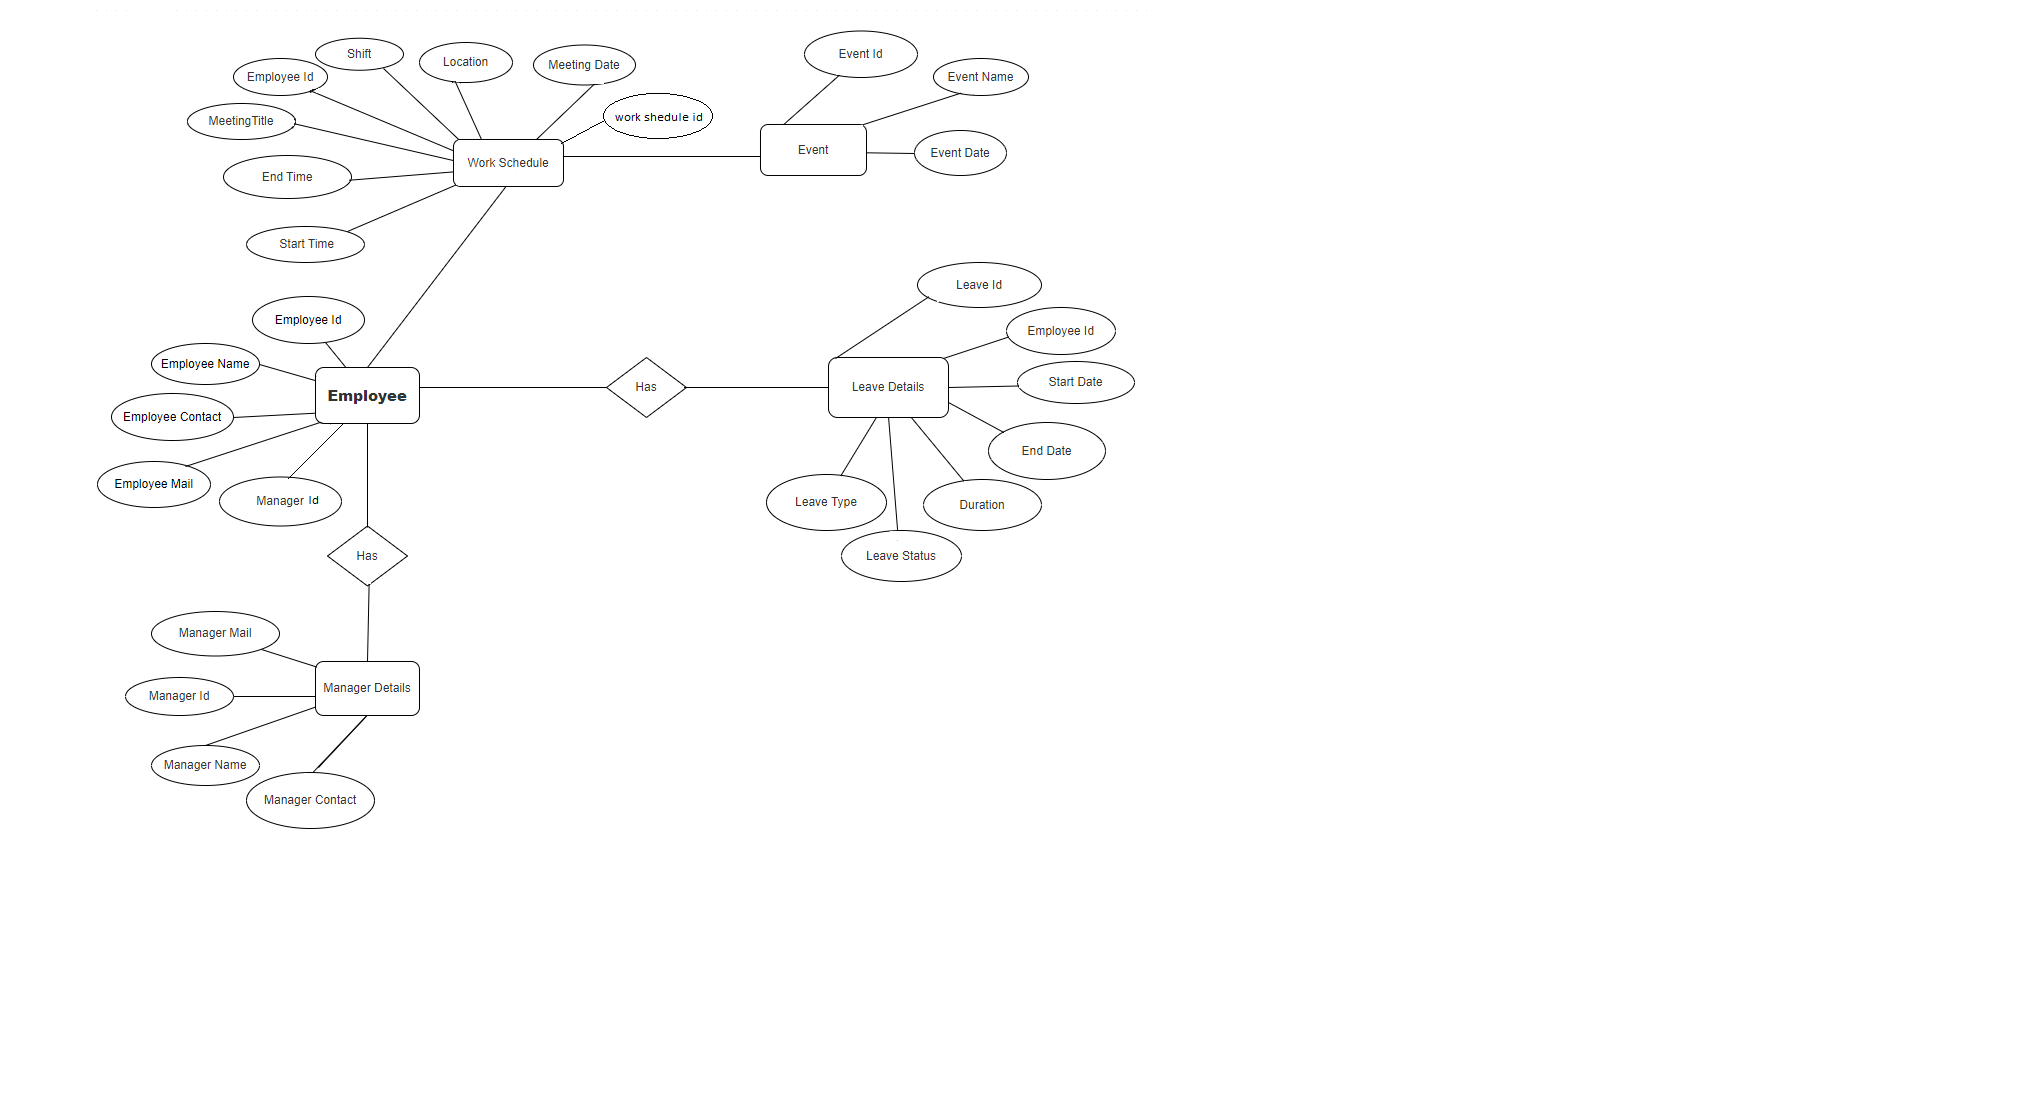 Shift
Location
Meeting Date
Event Id
Employee Id
Event Name
MeetingTitle
work shedule id
Work Schedule
Event
Event Date
End Time
Start Time
Leave Id
Employee Id
Employee Id
Employee Name
Start Date
Employee
Has
Leave Details
Employee Contact
End Date
Employee Mail
Manager Id
Leave Type
Duration
Has
Leave Status
Manager Mail
Manager Details
Manager Id
Manager Name
Manager Contact